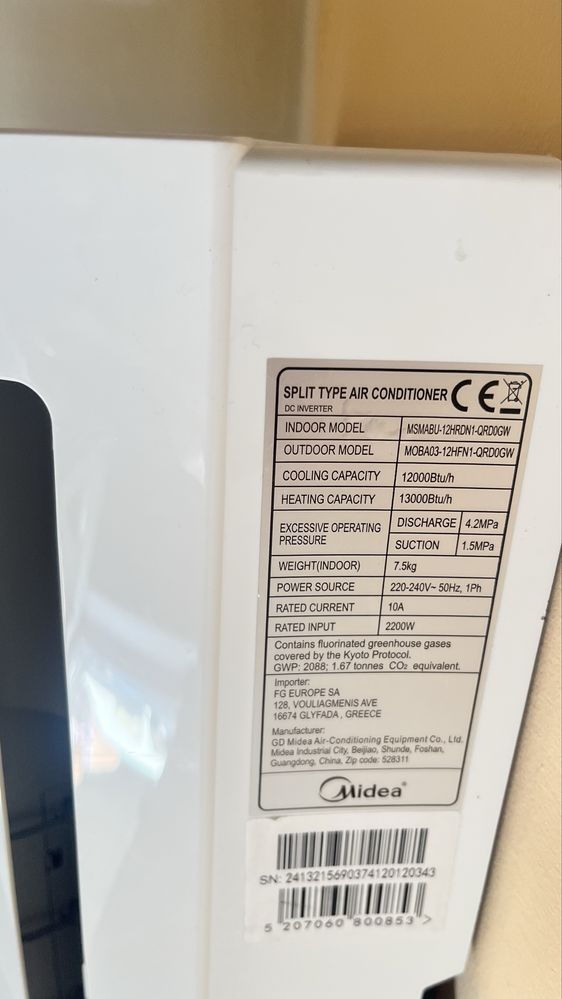 SPLIT TYPE AIR CONDITIONER CE
DC INVERTER
INDOOR MODEL MSMABU-12HRDN1-QRD0GW
OUTDOOR MODEL MOBA03-12HFN1-QRD0GW
COOLING CAPACITY 12000Btu/h
HEATING CAPACITY 13000Btu/h
EXCESSIVE OPERATING PRESSURE DISCHARGE 4.2MPa
SUCTION 1.5MPa
WEIGHT(INDOOR) 7.5kg
POWER SOURCE 220-240V~ 50Hz, 1Ph
RATED CURRENT 10A
RATED INPUT 2200W
Contains fluorinated greenhouse gases
covered by the Kyoto Protocol.
GWP: 2088; 1.67 tonnes CO₂ equivalent.
Importer:
FG EUROPE SA
128, VOULIAGMENIS AVE
16674 GLYFADA , GREECE
Manufacturer:
GD Midea Air-Conditioning Equipment Co., Ltd.
Midea Industrial City, Beijiao, Shunde, Foshan,
Guangdong, China, Zip code: 528311
Midea®
SN: 2413215690374120120343
5 207060 800853 >